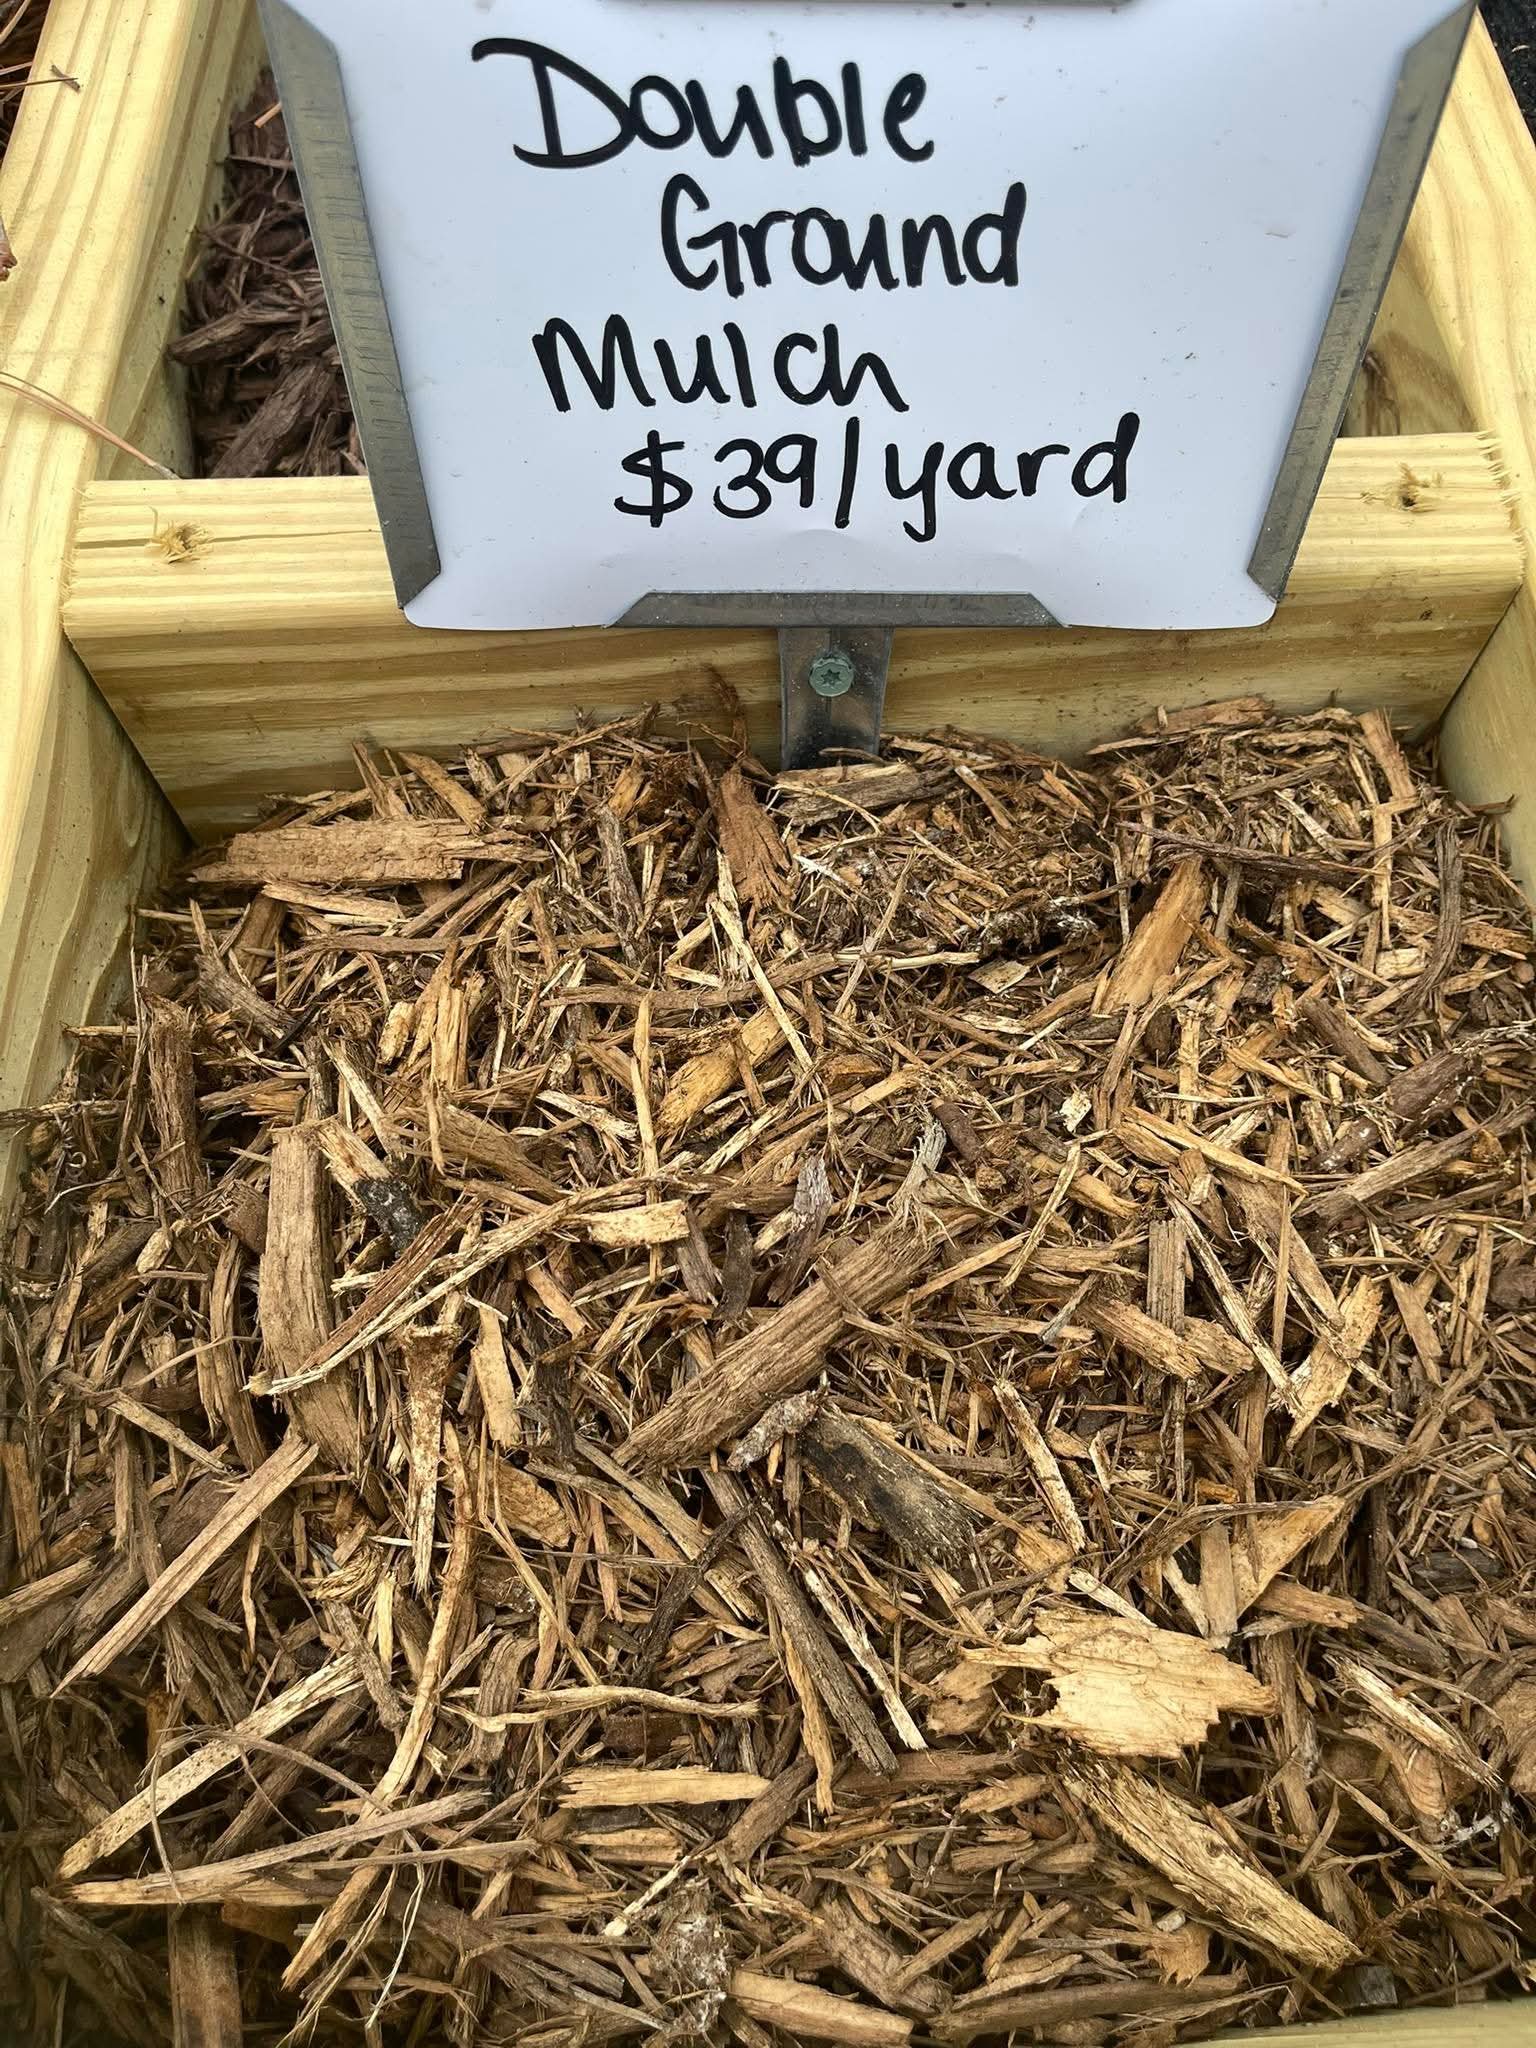 Double
Ground
Mulch
$39/yard